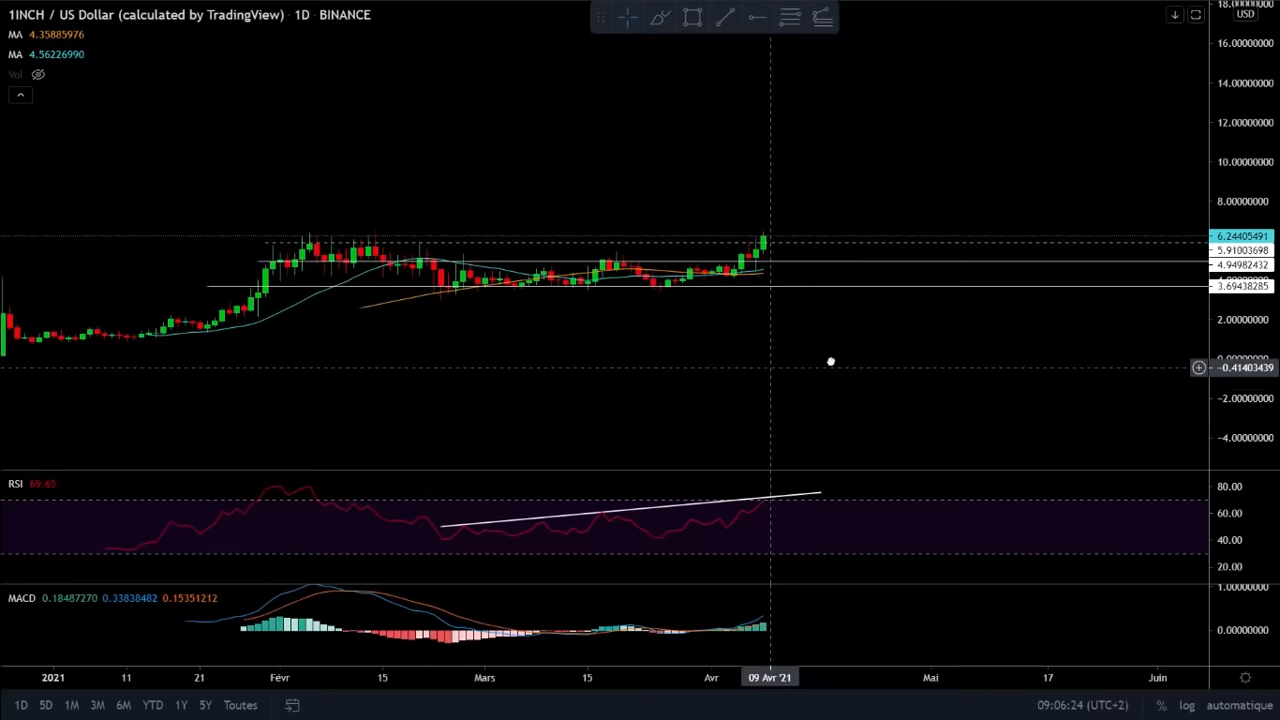 1INCH / US Dollar (calculated by TradingView) · 1D · BINANCE
MA 4.35885976
MA 4.56226990
Vol
USD
16.00000000
14.00000000
12.00000000
10.00000000
8.00000000
6.24405491
5.91003698
4.94982432
3.69438285
2.00000000
−0.41403439
−2.00000000
−4.00000000
RSI 69.65
80.00
60.00
40.00
20.00
MACD 0.18487270 0.33838482 0.15351212
1.00000000
0.00000000
2021 11 21 Févr 15 Mars 15 Avr 09 Avr '21 Mai 17 Juin
1D 5D 1M 3M 6M YTD 1Y 5Y Toutes 09:06:24 (UTC+2) % log automatique